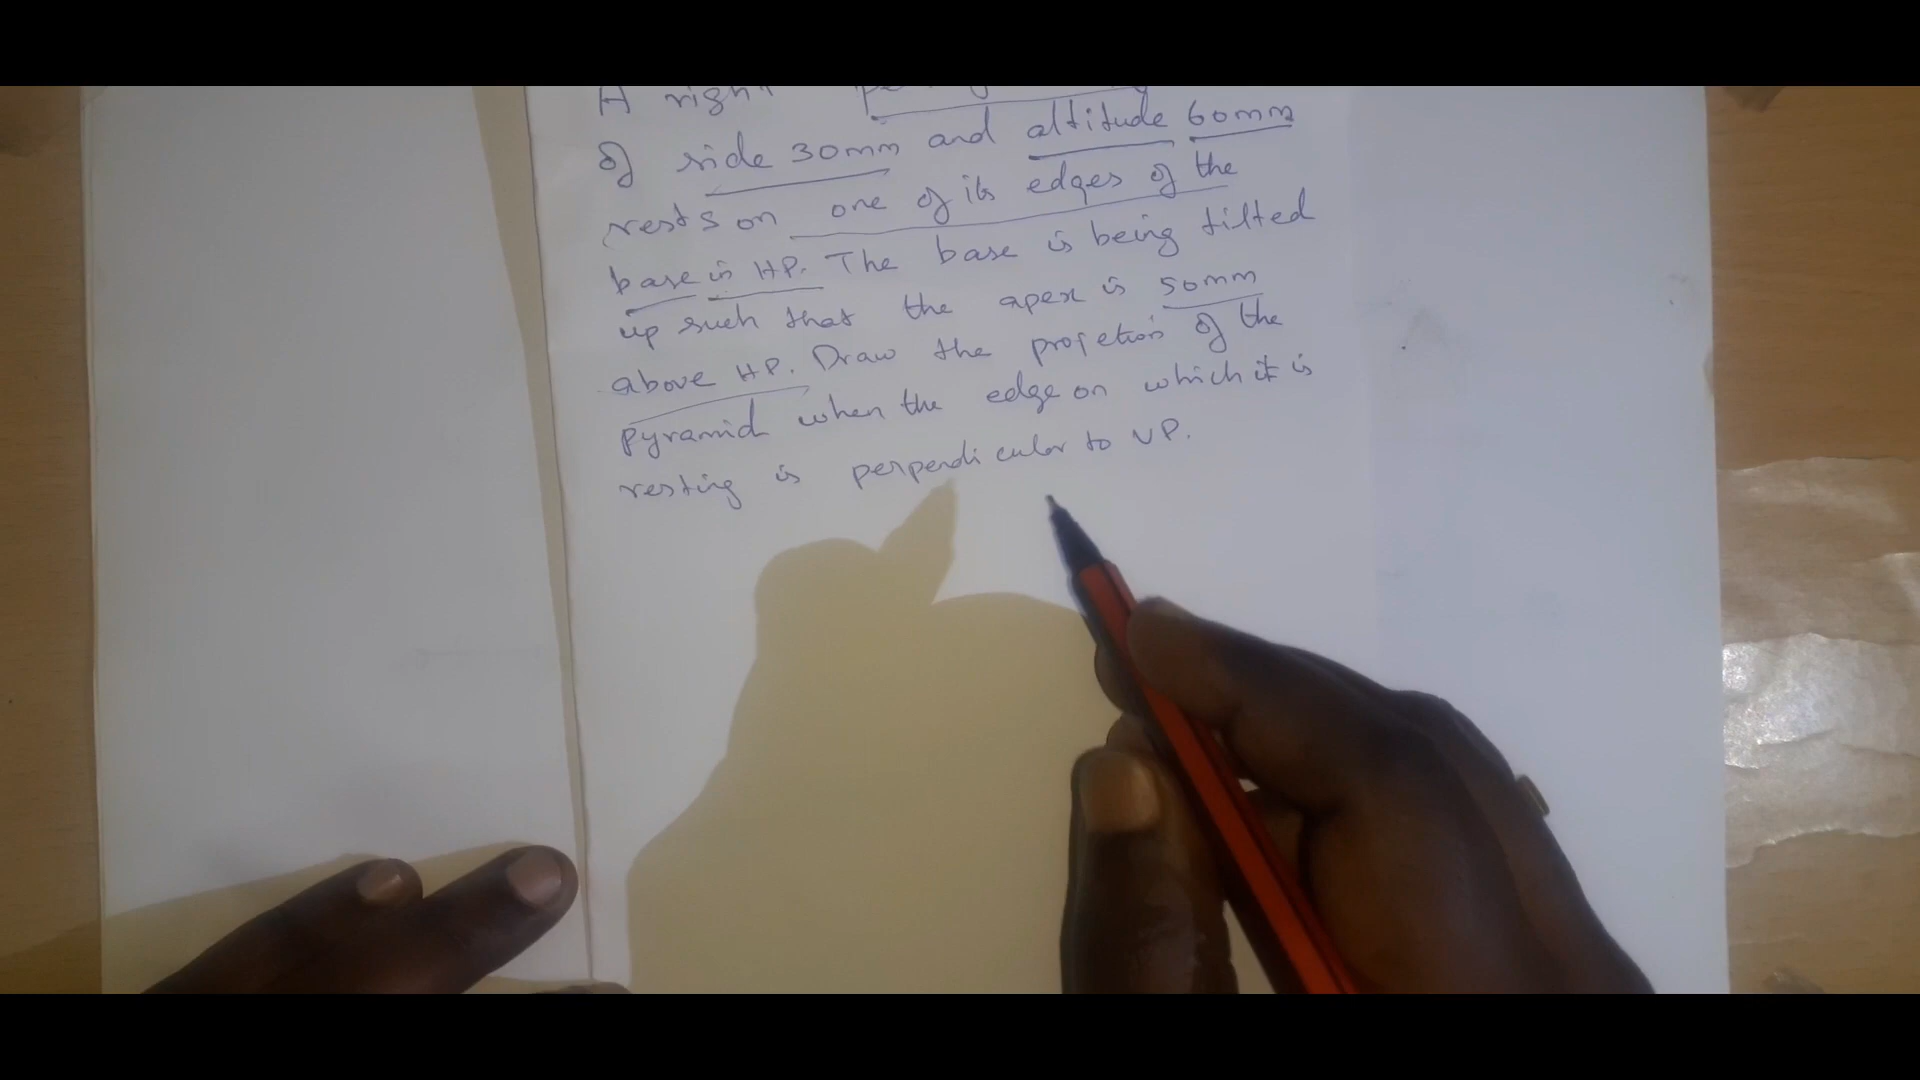 A right
of side 30mm and altitude 60mm
rests on one of its edges of the
base in HP. The base is being tilted
up such that the apex is 50mm
above HP. Draw the projetion of the
pyramid when the edge on which it is
resting is perpendicular to VP.